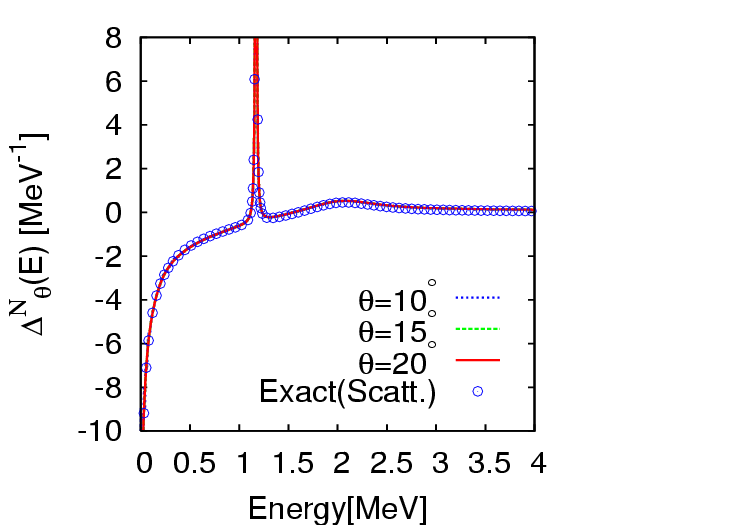 8
6
4
2
0
-2
-4
-6
-8
-10
Δ^N_θ(E) [MeV^-1]
θ=10°
θ=15°
θ=20°
Exact(Scatt.)
0 0.5 1 1.5 2 2.5 3 3.5 4
Energy[MeV]